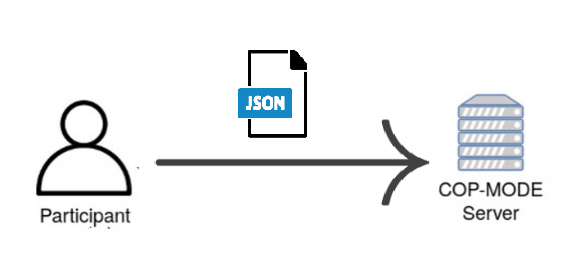 JSON
Participant
COP-MODE
Server